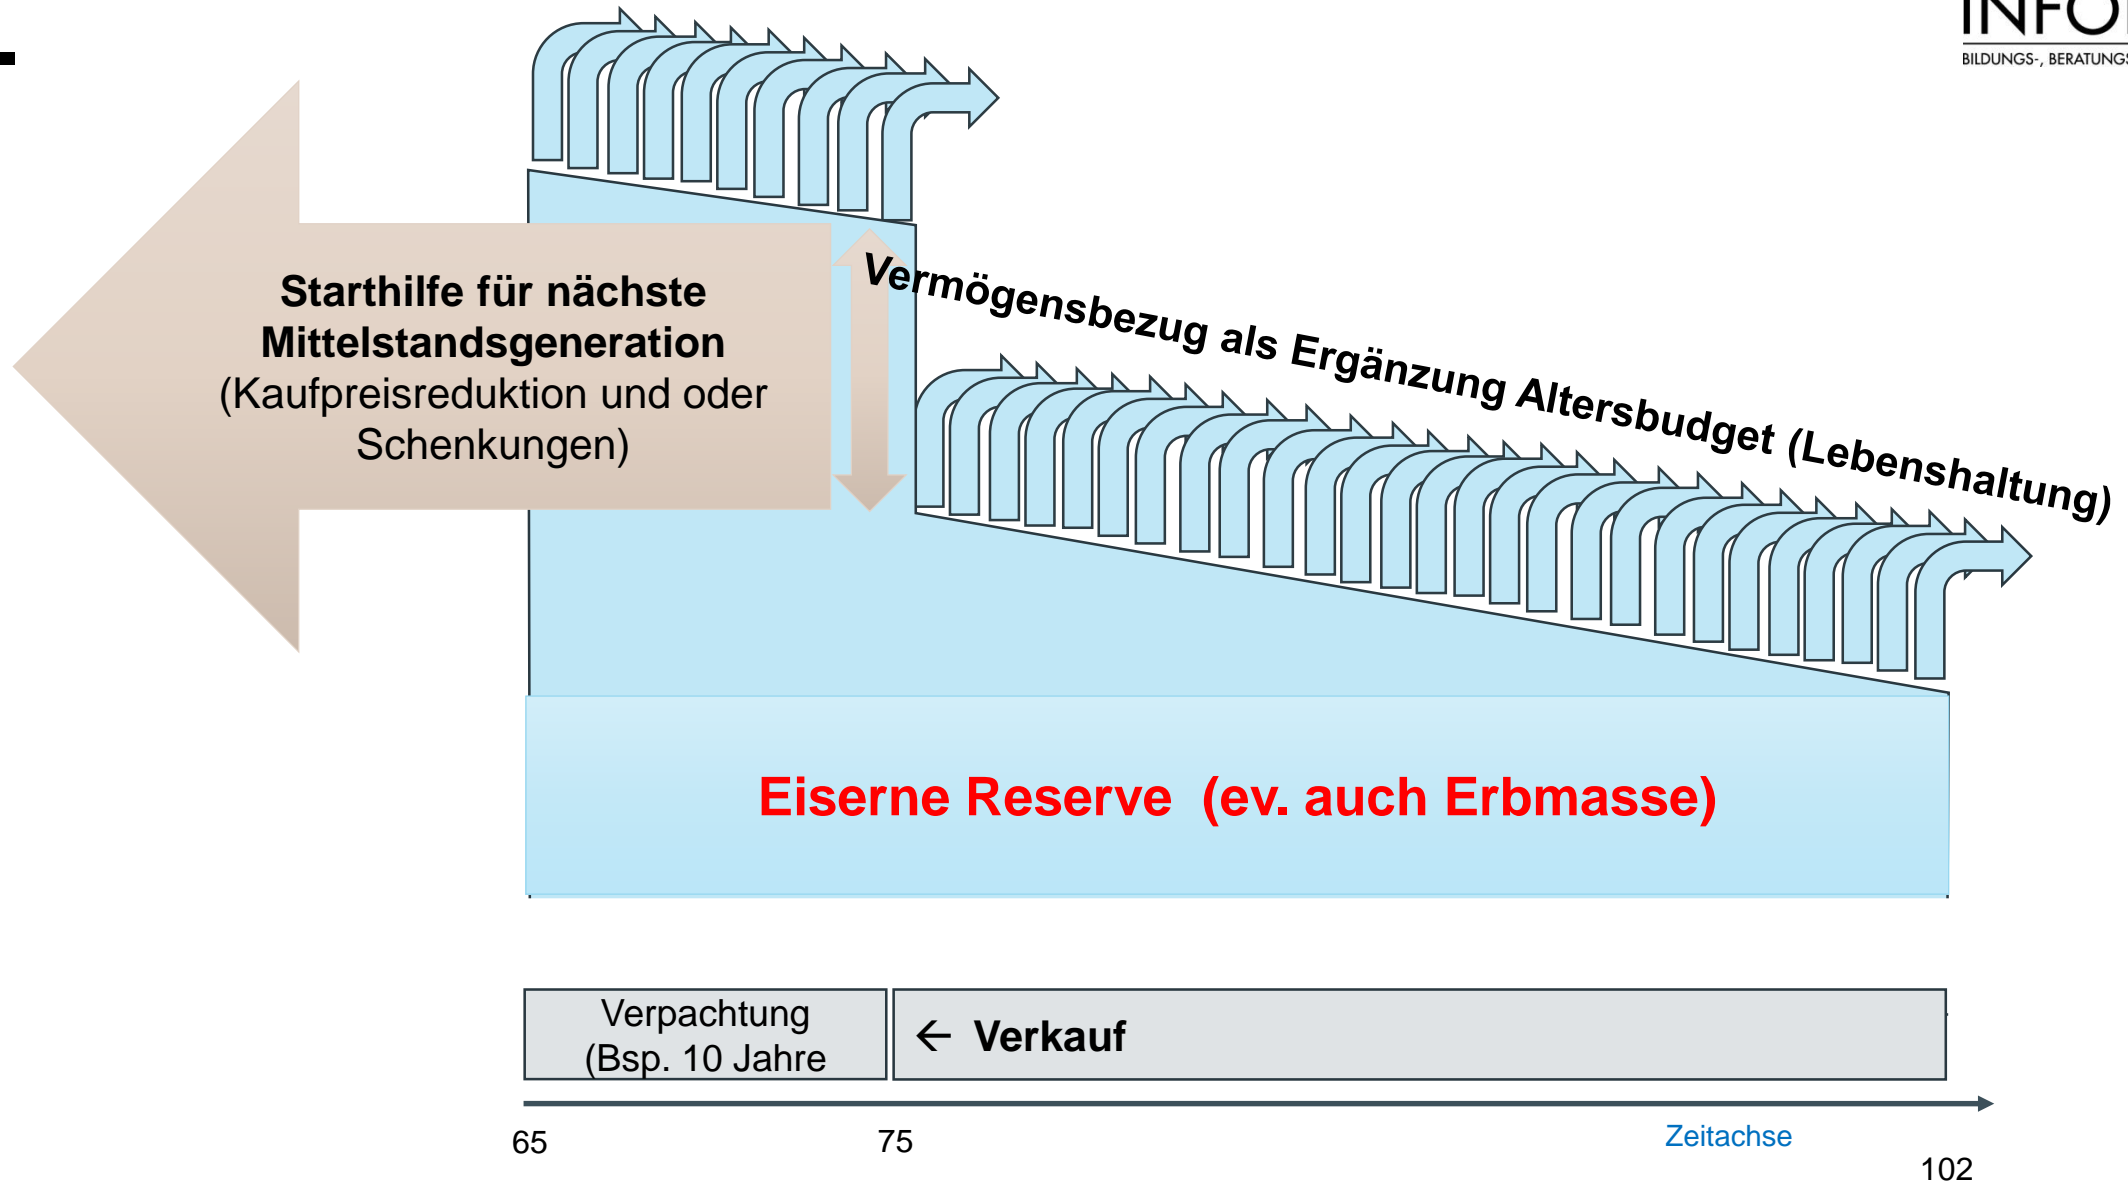 BILDUNGS-, BERATUNGS
Starthilfe für nächste
Mittelstandsgeneration
(Kaufpreisreduktion und oder
Schenkungen)
Vermögensbezug als Ergänzung Altersbudget (Lebenshaltung)
Eiserne Reserve (ev. auch Erbmasse)
Verpachtung
(Bsp. 10 Jahre
← Verkauf
65
75
Zeitachse
102